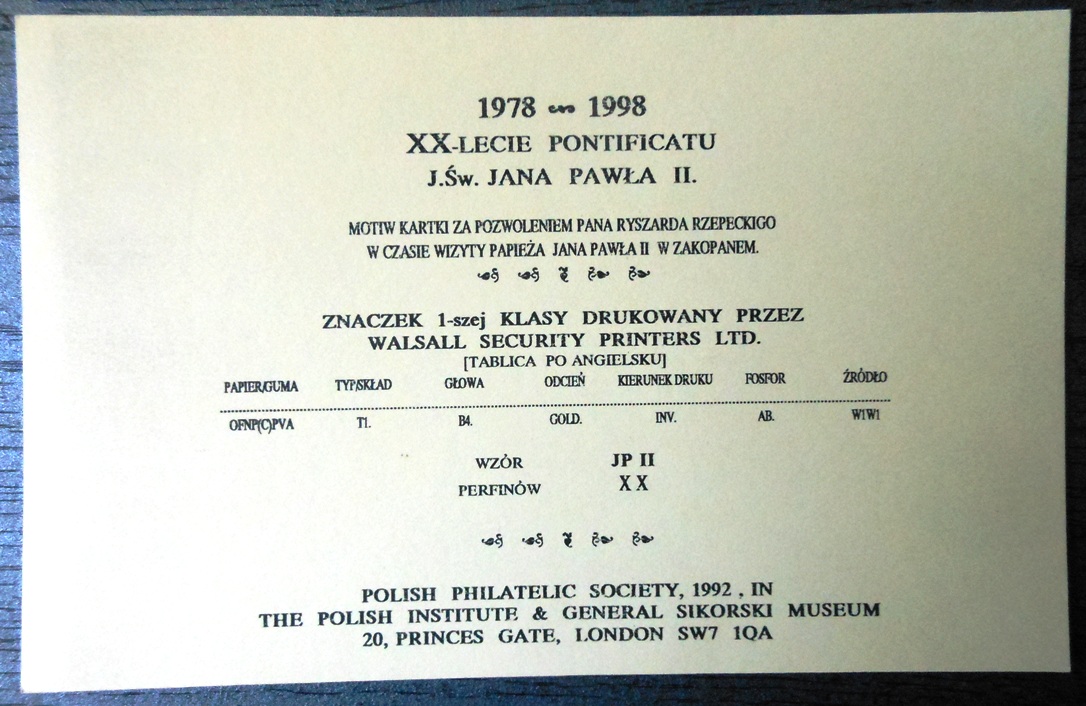 1978 1998
XX-LECIE PONTIFICATU
J.Św. JANA PAWŁA II.
MOTIW KARTKI ZA POZWOLENIEM PANA RYSZARDA RZEPECKIGO
W CZASIE WIZYTY PAPIEŻA JANA PAWŁA II W ZAKOPANEM.
ZNACZEK 1-szej KLASY DRUKOWANY PRZEZ
WALSALL SECURITY PRINTERS LTD.
[TABLICA PO ANGIELSKU]
PAPIER/GUMA TYP/SKŁAD GŁOWA ODCIEŃ KIERUNEK DRUKU FOSFOR ŹRÓDŁO
OFNP(C)PVA T1. B4. GOLD. INV. AB. W1W1
WZÓR JP II
PERFINÓW X X
POLISH PHILATELIC SOCIETY, 1992 , IN
THE POLISH INSTITUTE & GENERAL SIKORSKI MUSEUM
20, PRINCES GATE, LONDON SW7 1QA